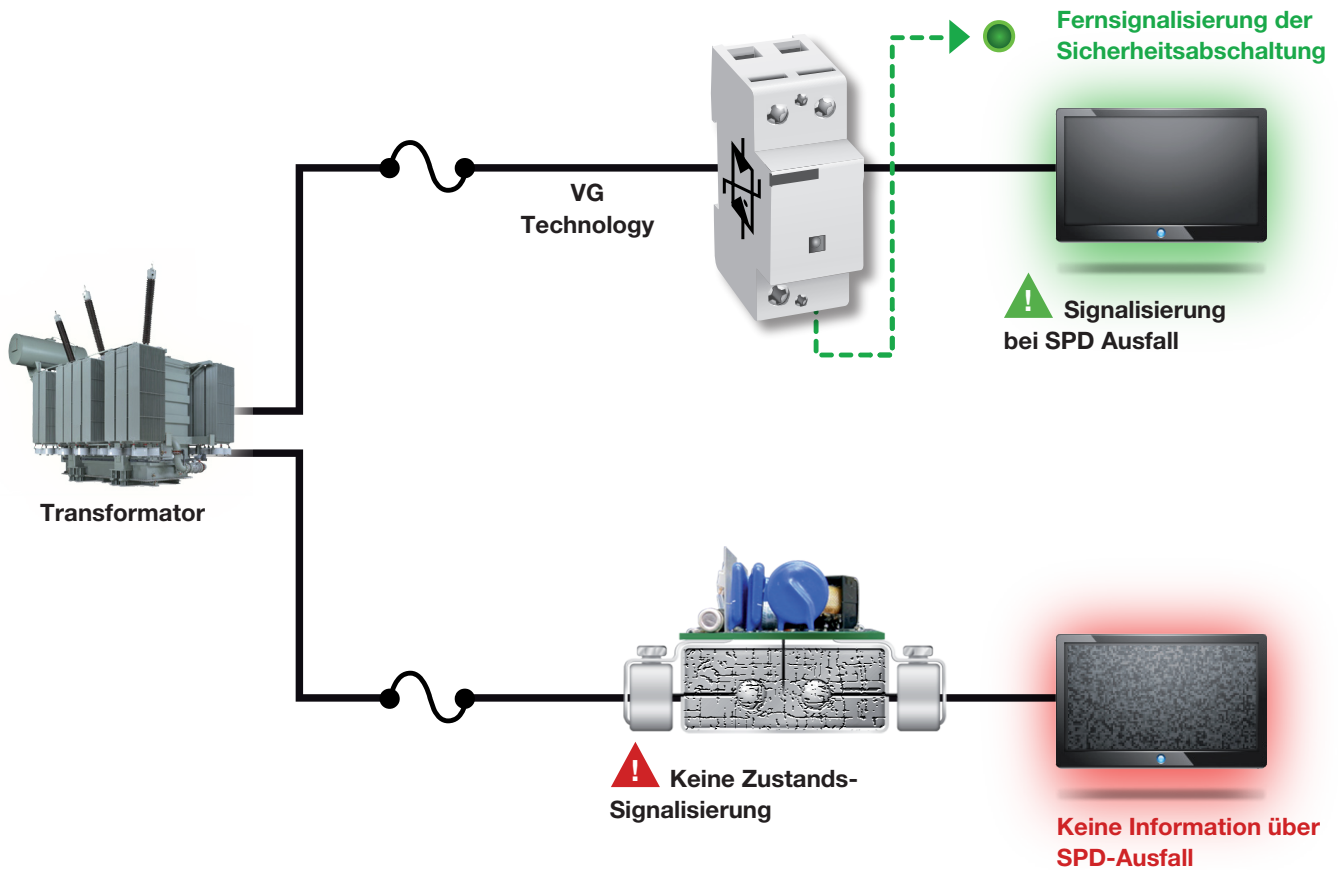 Fernsignalisierung der
Sicherheitsabschaltung
VG
Technology
! Signalisierung
bei SPD Ausfall
Transformator
! Keine Zustands-
Signalisierung
Keine Information über
SPD-Ausfall